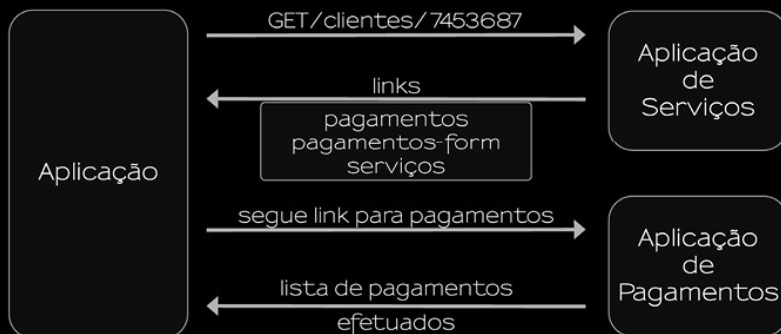 GET/clientes/7453687
Aplicação
de
Serviços
links
pagamentos
pagamentos-form
serviços
Aplicação
segue link para pagamentos
Aplicação
de
Pagamentos
lista de pagamentos
efetuados